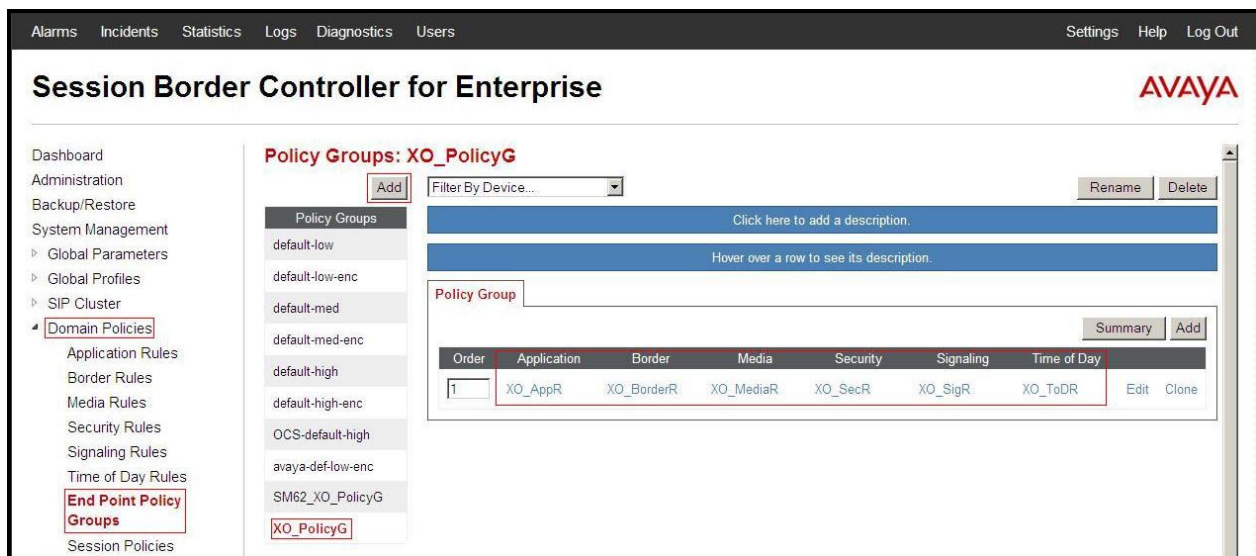 Alarms Incidents Statistics Logs Diagnostics Users Settings Help Log Out
Session Border Controller for Enterprise
AVAYA
Dashboard
Administration
Backup/Restore
System Management
Global Parameters
Global Profiles
SIP Cluster
Domain Policies
Application Rules
Border Rules
Media Rules
Security Rules
Signaling Rules
Time of Day Rules
End Point Policy
Groups
Session Policies
Policy Groups: XO_PolicyG
Add
Filter By Device...
Rename Delete
Policy Groups
default-low
default-low-enc
default-med
default-med-enc
default-high
default-high-enc
OCS-default-high
avaya-def-low-enc
SM62_XO_PolicyG
XO_PolicyG
Click here to add a description.
Hover over a row to see its description.
Policy Group
Summary Add
Order Application Border Media Security Signaling Time of Day
1 XO_AppR XO_BorderR XO_MediaR XO_SecR XO_SigR XO_ToDR Edit Clone